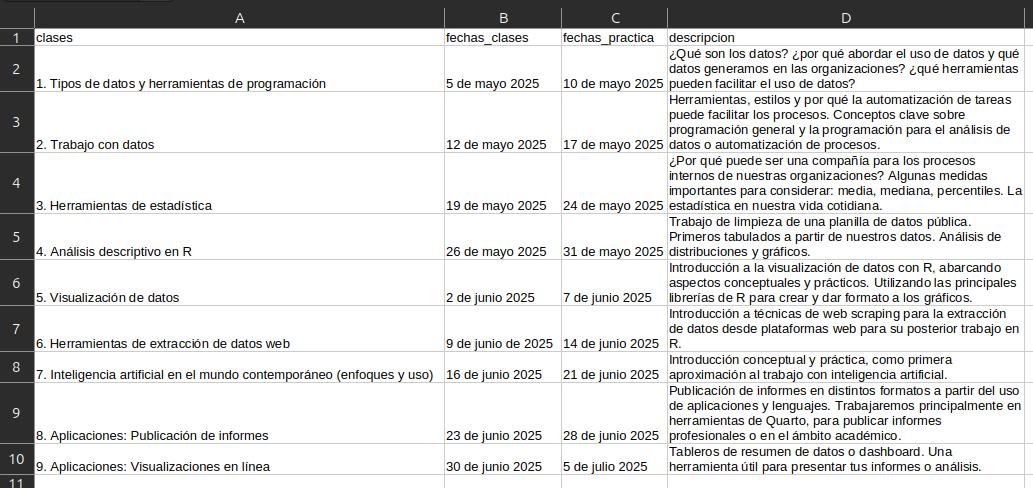 A B C D
1 clases fechas_clases fechas_practica descripcion
2 1. Tipos de datos y herramientas de programación 5 de mayo 2025 10 de mayo 2025 ¿Qué son los datos? ¿por qué abordar el uso de datos y qué
datos generamos en las organizaciones? ¿qué herramientas
pueden facilitar el uso de datos?
3 2. Trabajo con datos 12 de mayo 2025 17 de mayo 2025 Herramientas, estilos y por qué la automatización de tareas
puede facilitar los procesos. Conceptos clave sobre
programación general y la programación para el análisis de
datos o automatización de procesos.
4 3. Herramientas de estadística 19 de mayo 2025 24 de mayo 2025 ¿Por qué puede ser una compañía para los procesos
internos de nuestras organizaciones? Algunas medidas
importantes para considerar: media, mediana, percentiles. La
estadística en nuestra vida cotidiana.
5 4. Análisis descriptivo en R 26 de mayo 2025 31 de mayo 2025 Trabajo de limpieza de una planilla de datos pública.
Primeros tabulados a partir de nuestros datos. Análisis de
distribuciones y gráficos.
6 5. Visualización de datos 2 de junio 2025 7 de junio 2025 Introducción a la visualización de datos con R, abarcando
aspectos conceptuales y prácticos. Utilizando las principales
librerías de R para crear y dar formato a los gráficos.
7 6. Herramientas de extracción de datos web 9 de junio de 2025 14 de junio 2025 Introducción a técnicas de web scraping para la extracción
de datos desde plataformas web para su posterior trabajo en
R.
8 7. Inteligencia artificial en el mundo contemporáneo (enfoques y uso) 16 de junio 2025 21 de junio 2025 Introducción conceptual y práctica, como primera
aproximación al trabajo con inteligencia artificial.
9 8. Aplicaciones: Publicación de informes 23 de junio 2025 28 de junio 2025 Publicación de informes en distintos formatos a partir del uso
de aplicaciones y lenguajes. Trabajaremos principalmente en
herramientas de Quarto, para publicar informes
profesionales o en el ámbito académico.
10 9. Aplicaciones: Visualizaciones en línea 30 de junio 2025 5 de julio 2025 Tableros de resumen de datos o dashboard. Una
herramienta útil para presentar tus informes o análisis.
11